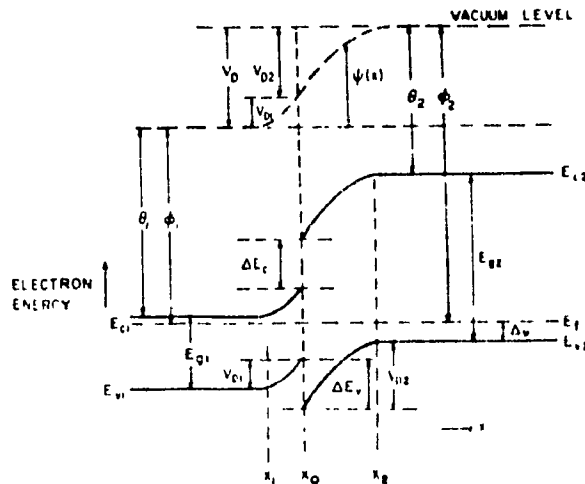 VACUUM LEVEL
V_D
V_D2
V_D1
ψ(x)
θ_2
ϕ_2
E_c2
θ_1
ϕ_1
ΔE_c
E_g2
ELECTRON
ENERGY
E_c1
E_f
Δ_v
E_g1
E_v2
V_D1
V_D2
ΔE_v
E_v1
x
x_1
x_0
x_2